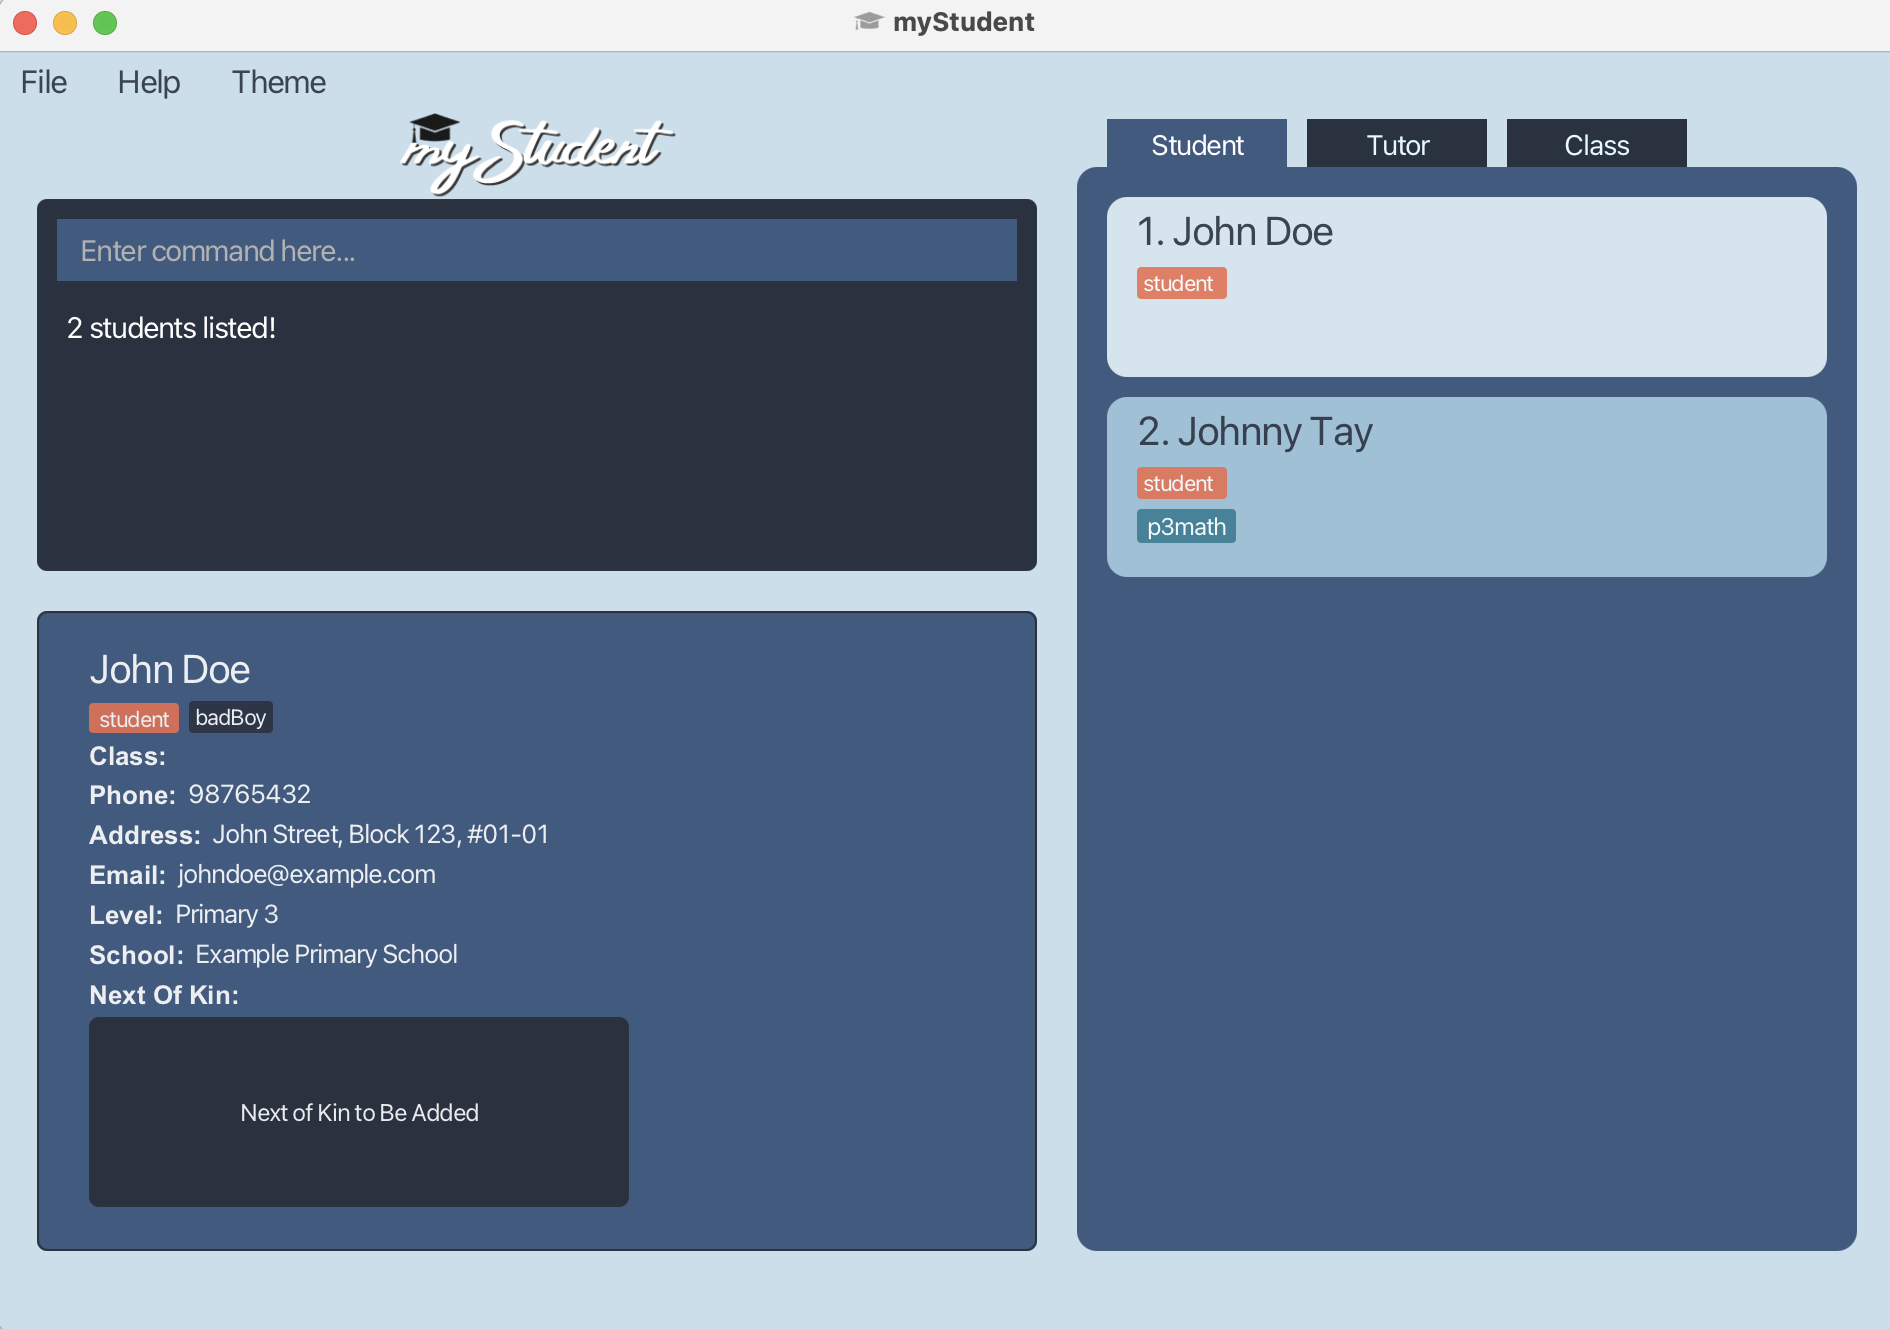 myStudent
File Help Theme
myStudent
Enter command here...
2 students listed!
John Doe
student badBoy
Class:
Phone: 98765432
Address: John Street, Block 123, #01-01
Email: johndoe@example.com
Level: Primary 3
School: Example Primary School
Next Of Kin:
Next of Kin to Be Added
Student Tutor Class
1. John Doe
student
2. Johnny Tay
student
p3math